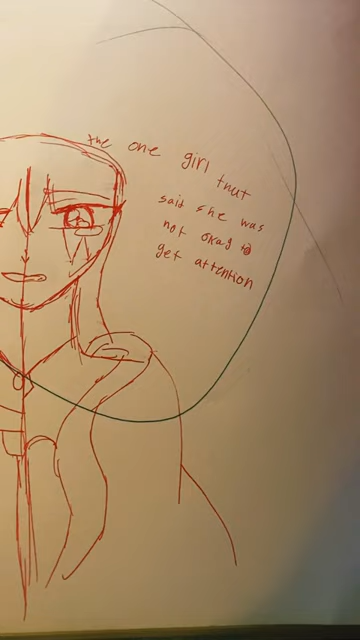 the one girl that
said she was
not okay to
get attention